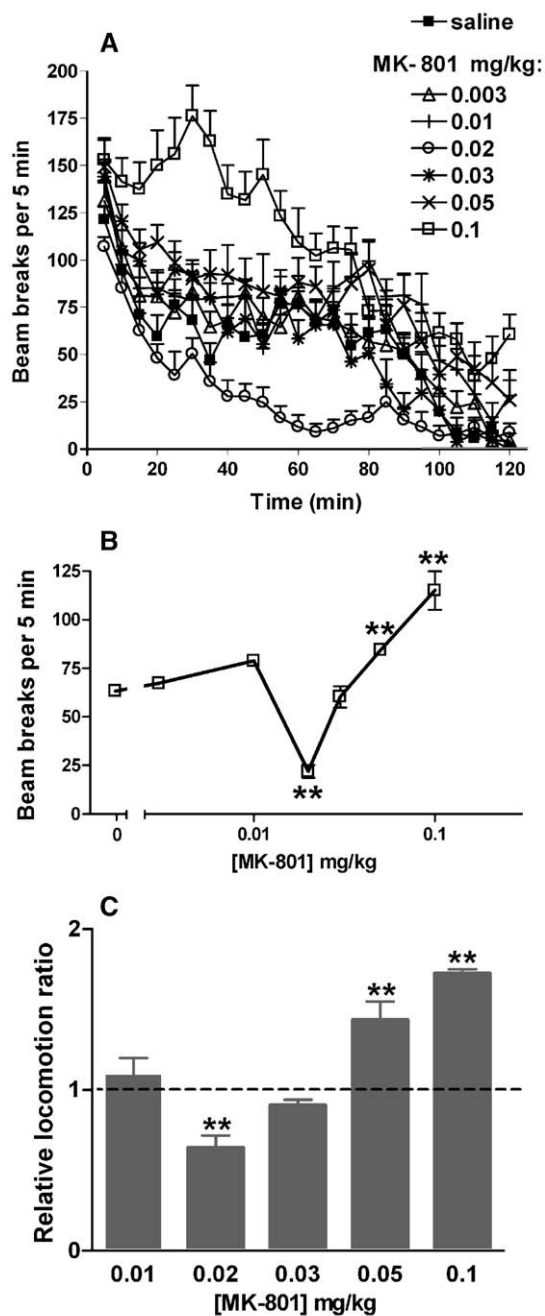 A
saline
MK-801 mg/kg:
0.003
0.01
0.02
0.03
0.05
0.1
Beam breaks per 5 min
200
175
150
125
100
75
50
25
0
0 20 40 60 80 100 120
Time (min)
B
Beam breaks per 5 min
125
100
75
50
25
0
**
**
**
0 0.01 0.1
[MK-801] mg/kg
C
Relative locomotion ratio
2
1
0
**
**
**
0.01 0.02 0.03 0.05 0.1
[MK-801] mg/kg